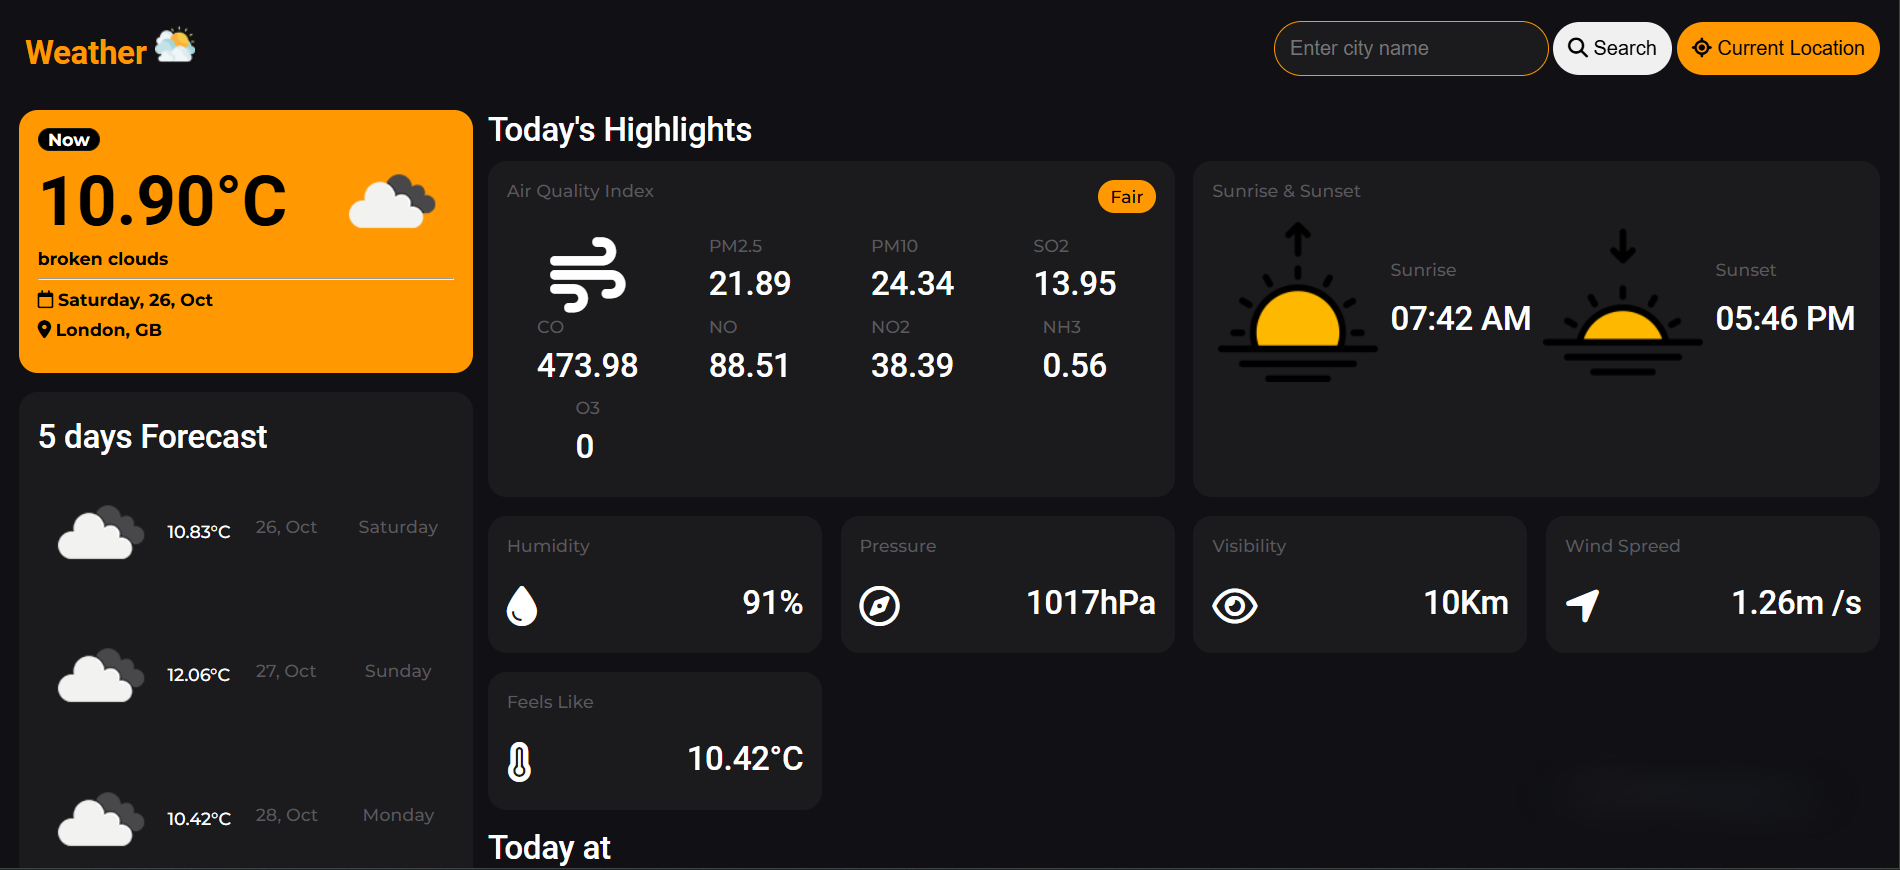 Weather
Enter city name
Search
Current Location
Now
10.90°C
broken clouds
Saturday, 26, Oct
London, GB
5 days Forecast
10.83°C 26, Oct Saturday
12.06°C 27, Oct Sunday
10.42°C 28, Oct Monday
Today's Highlights
Air Quality Index
Fair
PM2.5 PM10 SO2
21.89 24.34 13.95
CO NO NO2 NH3
473.98 88.51 38.39 0.56
O3
0
Sunrise & Sunset
Sunrise
07:42 AM
Sunset
05:46 PM
Humidity
91%
Pressure
1017hPa
Visibility
10Km
Wind Spreed
1.26m /s
Feels Like
10.42°C
Today at